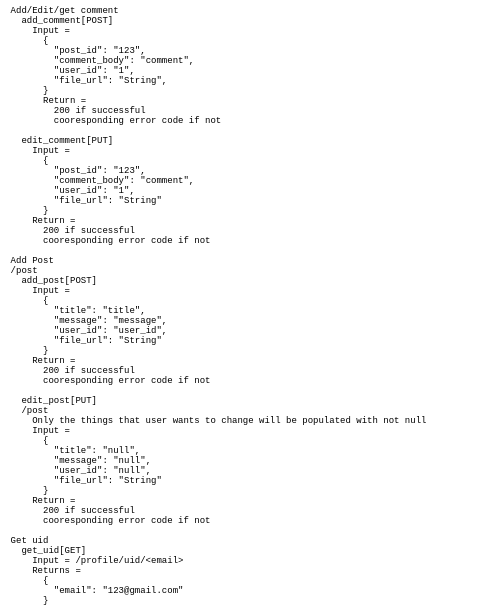 Add/Edit/get comment
add_comment[POST]
Input =
{
"post_id": "123",
"comment_body": "comment",
"user_id": "1",
"file_url": "String",
}
Return =
200 if successful
cooresponding error code if not
edit_comment[PUT]
Input =
{
"post_id": "123",
"comment_body": "comment",
"user_id": "1",
"file_url": "String"
}
Return =
200 if successful
cooresponding error code if not
Add Post
/post
add_post[POST]
Input =
{
"title": "title",
"message": "message",
"user_id": "user_id",
"file_url": "String"
}
Return =
200 if successful
cooresponding error code if not
edit_post[PUT]
/post
Only the things that user wants to change will be populated with not null
Input =
{
"title": "null",
"message": "null",
"user_id": "null",
"file_url": "String"
}
Return =
200 if successful
cooresponding error code if not
Get uid
get_uid[GET]
Input = /profile/uid/<email>
Returns =
{
"email": "123@gmail.com"
}